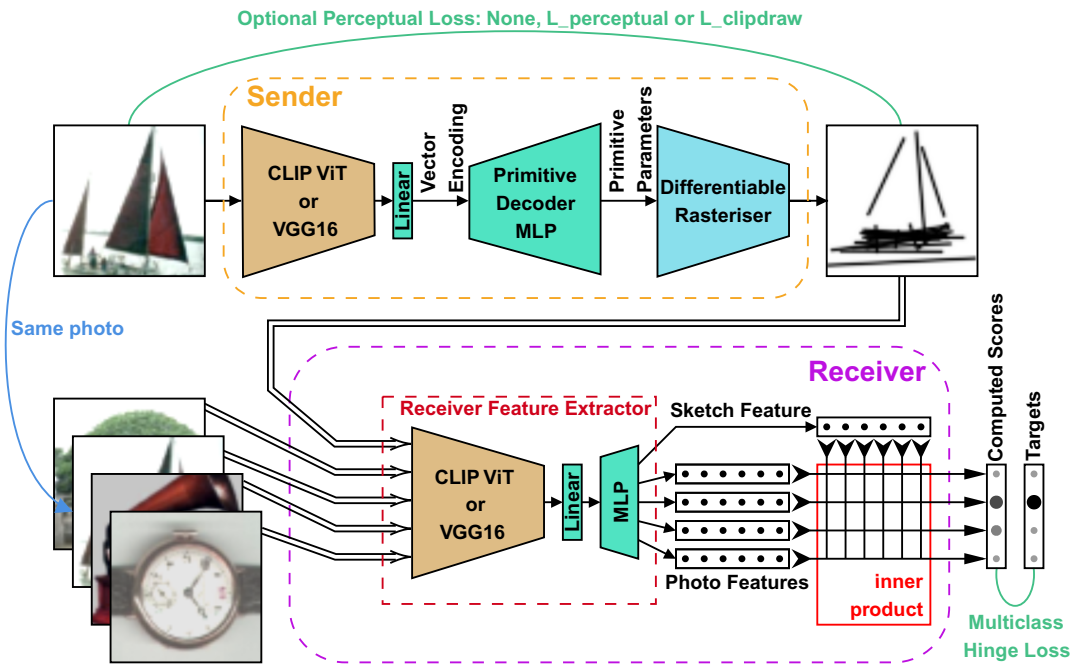 Optional Perceptual Loss: None, L_perceptual or L_clipdraw
Sender
CLIP ViT
or
VGG16
Linear
Vector
Encoding
Primitive
Decoder
MLP
Primitive
Parameters
Differentiable
Rasteriser
Same photo
Receiver
Receiver Feature Extractor
CLIP ViT
or
VGG16
Linear
MLP
Sketch Feature
Photo Features
inner
product
Computed Scores
Targets
Multiclass
Hinge Loss